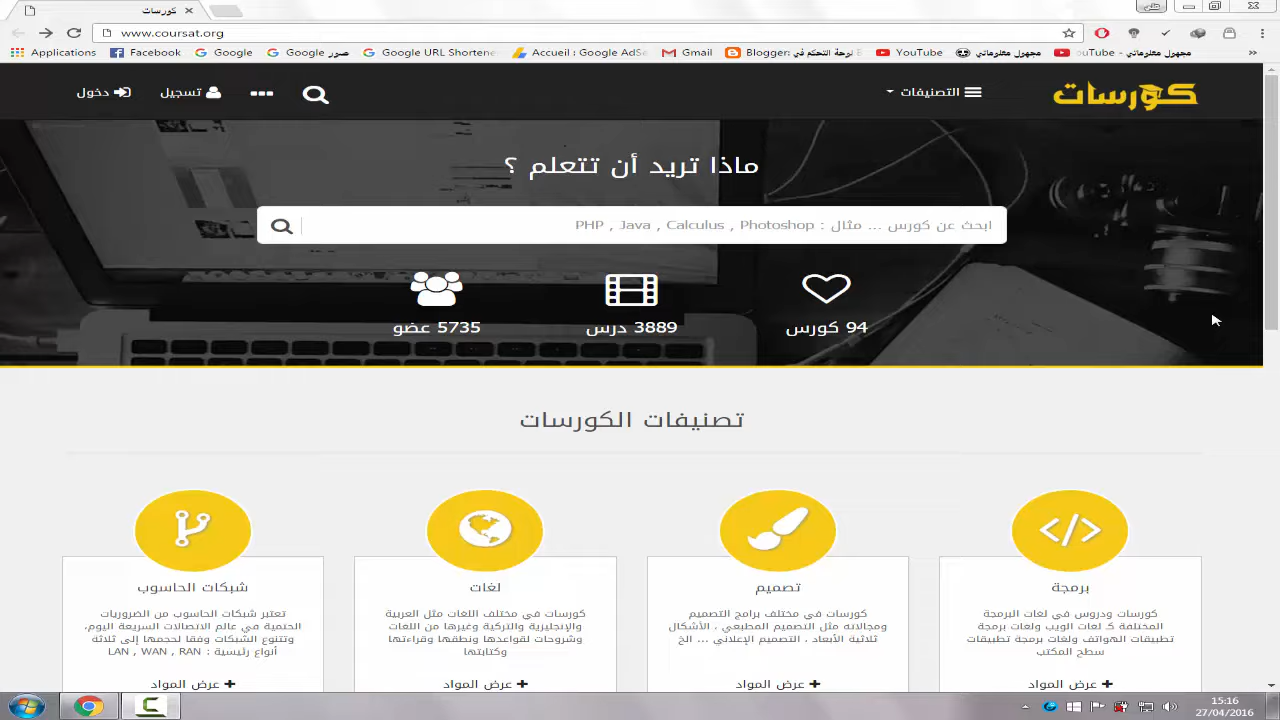 كورسات
www.coursat.org
Applications
Facebook
Google
صور Google
Google URL Shortene
Accueil : Google AdSe
Gmail
Blogger: لوحة التحكم في
YouTube
مجهول معلوماتي
مجهول معلوماتي - YouTube
كورسات
التصنيفات
تسجيل
دخول
ماذا تريد أن تتعلم ؟
ابحث عن كورس ... مثال : PHP , Java , Calculus , Photoshop
94 كورس
3889 درس
5735 عضو
تصنيفات الكورسات
برمجة
كورسات ودروس في لغات البرمجة
المختلفة كـ لغات الويب ولغات برمجة
تطبيقات الهواتف ولغات برمجة تطبيقات
سطح المكتب
عرض المواد
تصميم
كورسات في مختلف برامج التصميم
ومجالاته مثل التصميم المطبعي ، الأشكال
ثلاثية الأبعاد ، التصميم الإعلاني ... الخ
عرض المواد
لغات
كورسات في مختلف اللغات مثل العربية
والإنجليزية والتركية وغيرها من اللغات
وشروحات لقواعدها ونطقها وقراءتها
وكتابتها
عرض المواد
شبكات الحاسوب
تعتبر شبكات الحاسوب من الضروريات
الحتمية في عالم الاتصالات السريعة اليوم،
وتتنوع الشبكات وفقا لحجمها إلى ثلاثة
أنواع رئيسية : LAN , WAN , RAN
عرض المواد
15:16
27/04/2016